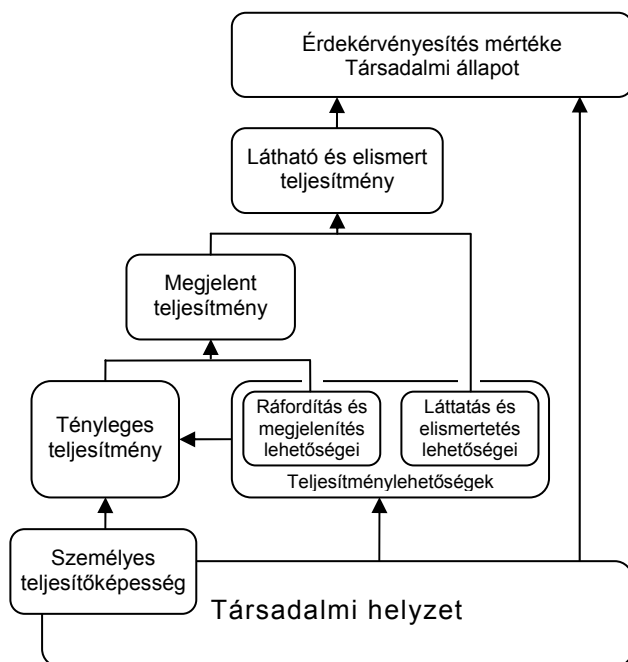 Érdekérvényesítés mértéke
Társadalmi állapot
Látható és elismert
teljesítmény
Megjelent
teljesítmény
Tényleges
teljesítmény
Ráfordítás és
megjelenítés
lehetőségei
Láttatás és
elismertetés
lehetőségei
Teljesítménylehetőségek
Személyes
teljesítőképesség
Társadalmi helyzet